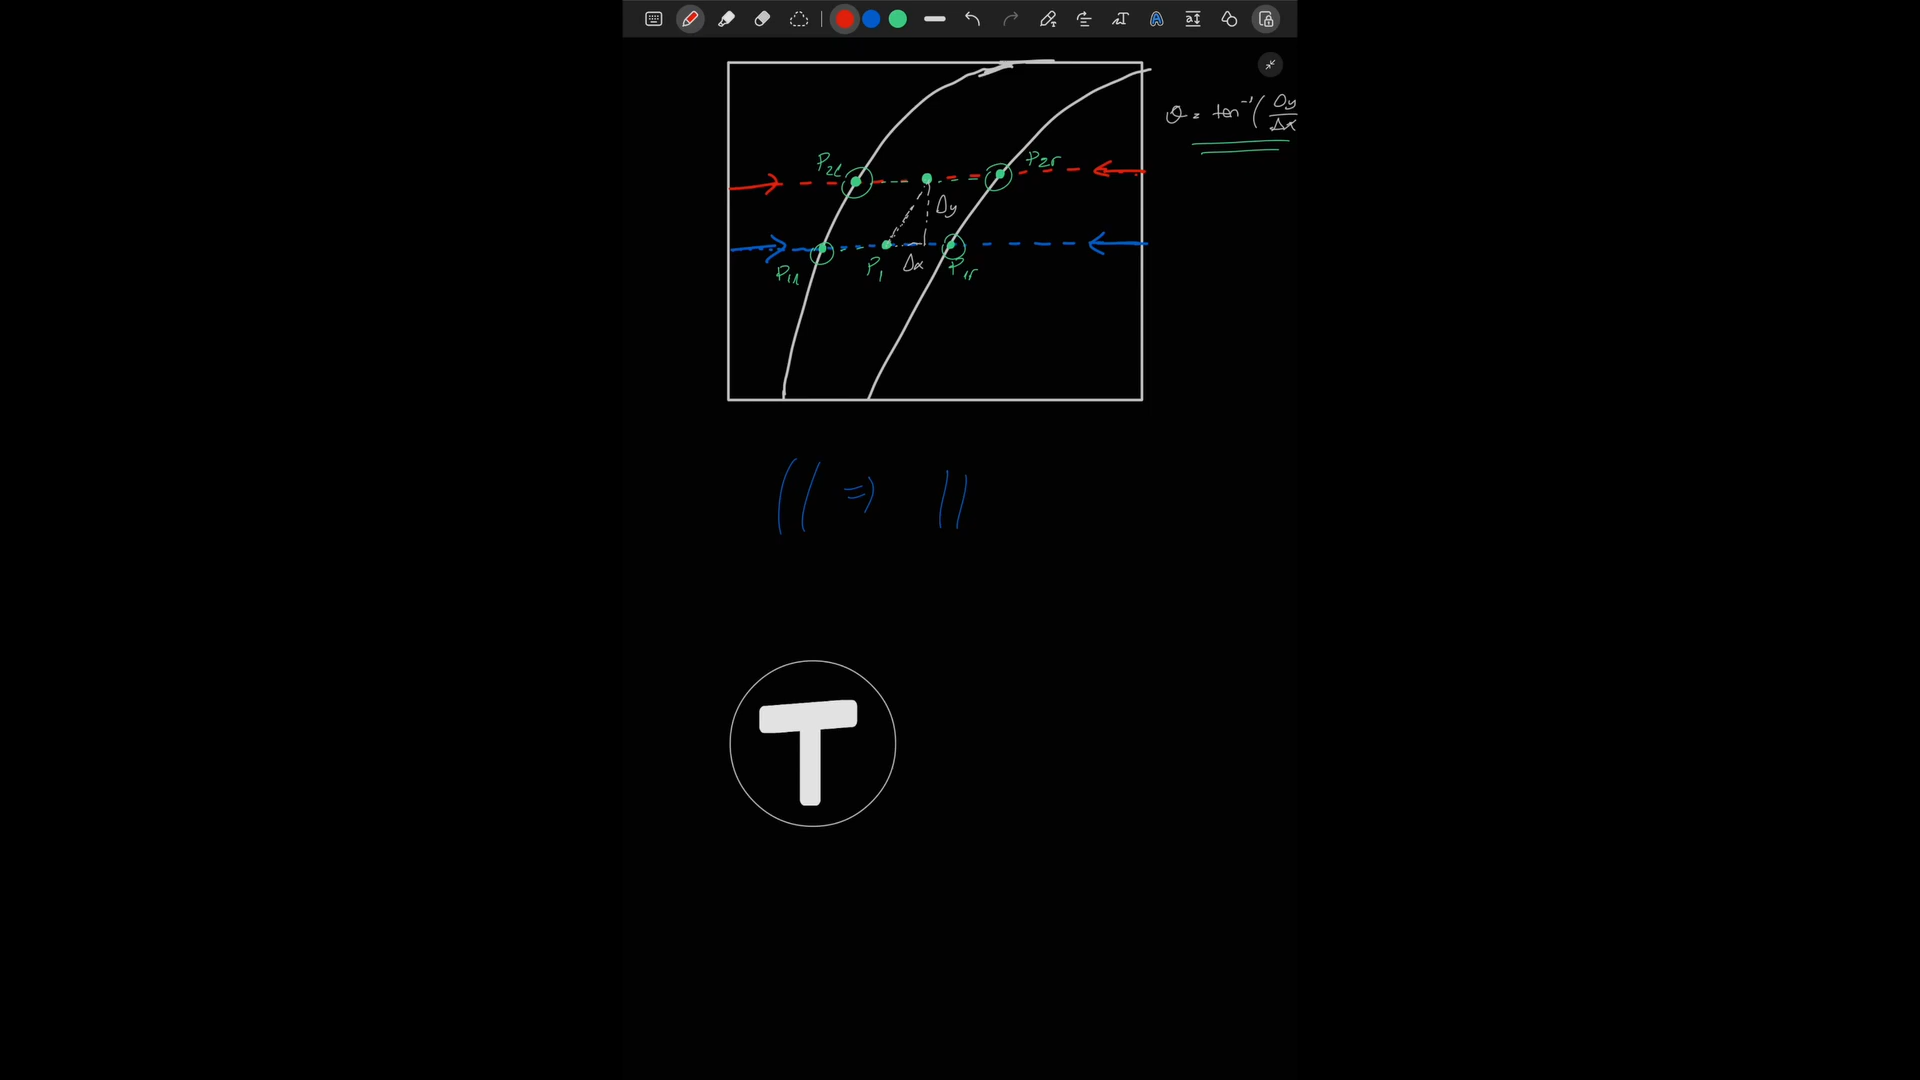 θ = tan⁻¹(Δy/Δx
P2l
P2r
Δy
P1l
P1
Δx
P1r
T